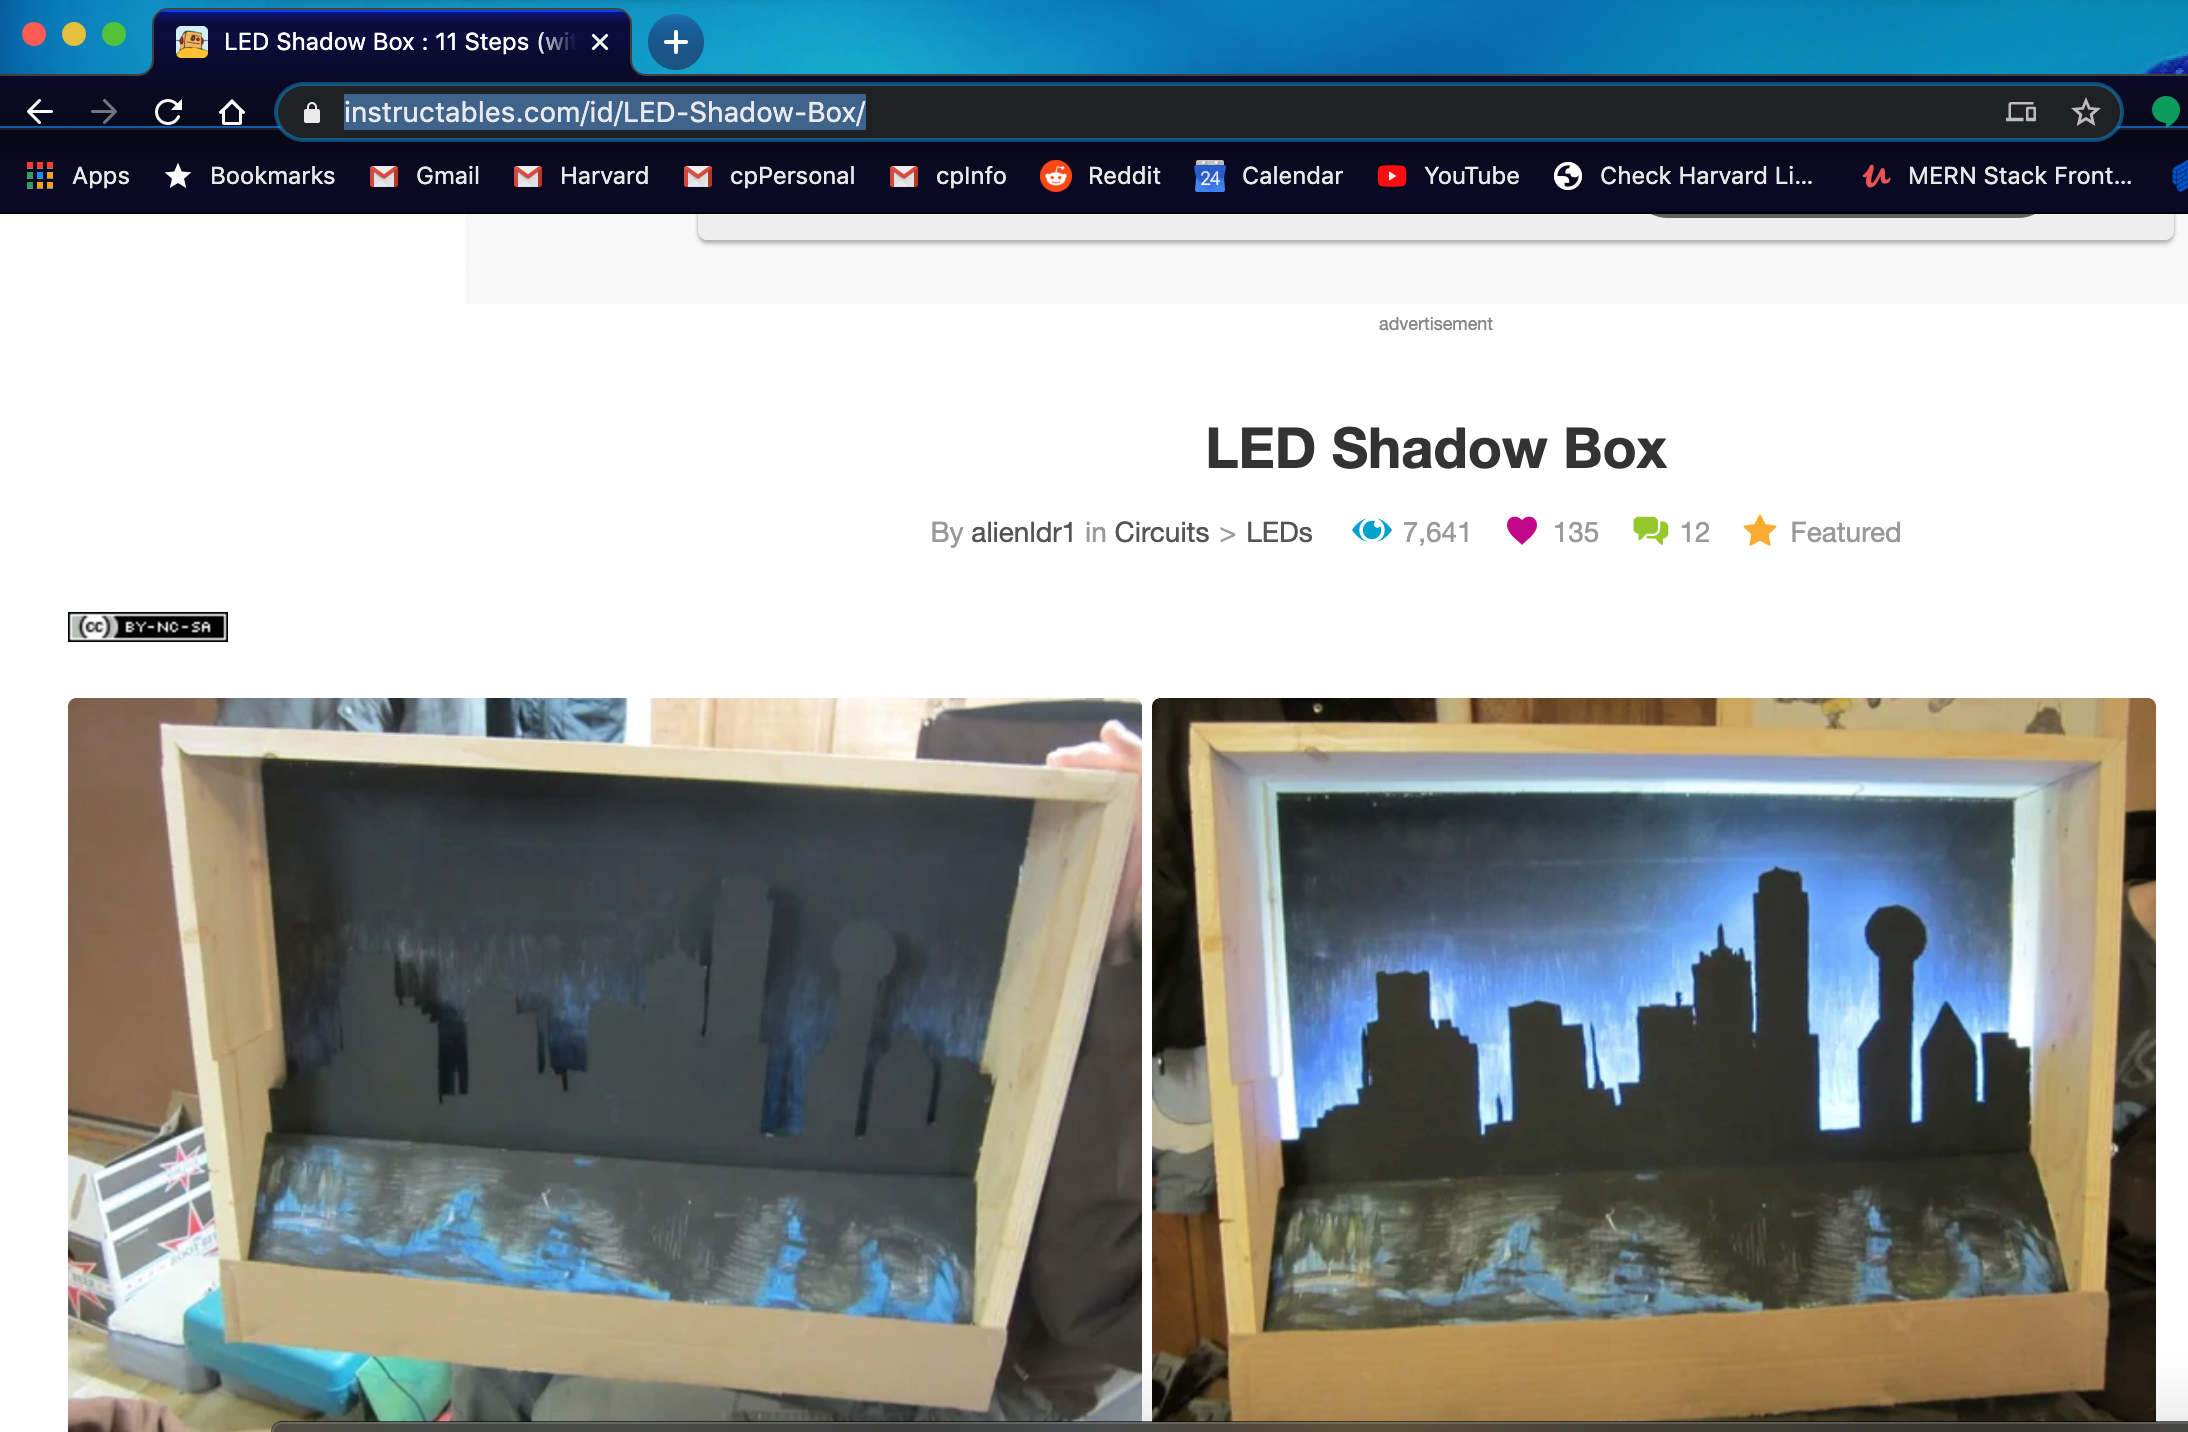 LED Shadow Box : 11 Steps (wi
instructables.com/id/LED-Shadow-Box/
Apps Bookmarks Gmail Harvard cpPersonal cpInfo Reddit 24 Calendar YouTube Check Harvard Li... MERN Stack Front...
advertisement
LED Shadow Box
By alienldr1 in Circuits > LEDs 7,641 135 12 Featured
(cc) BY-NC-SA